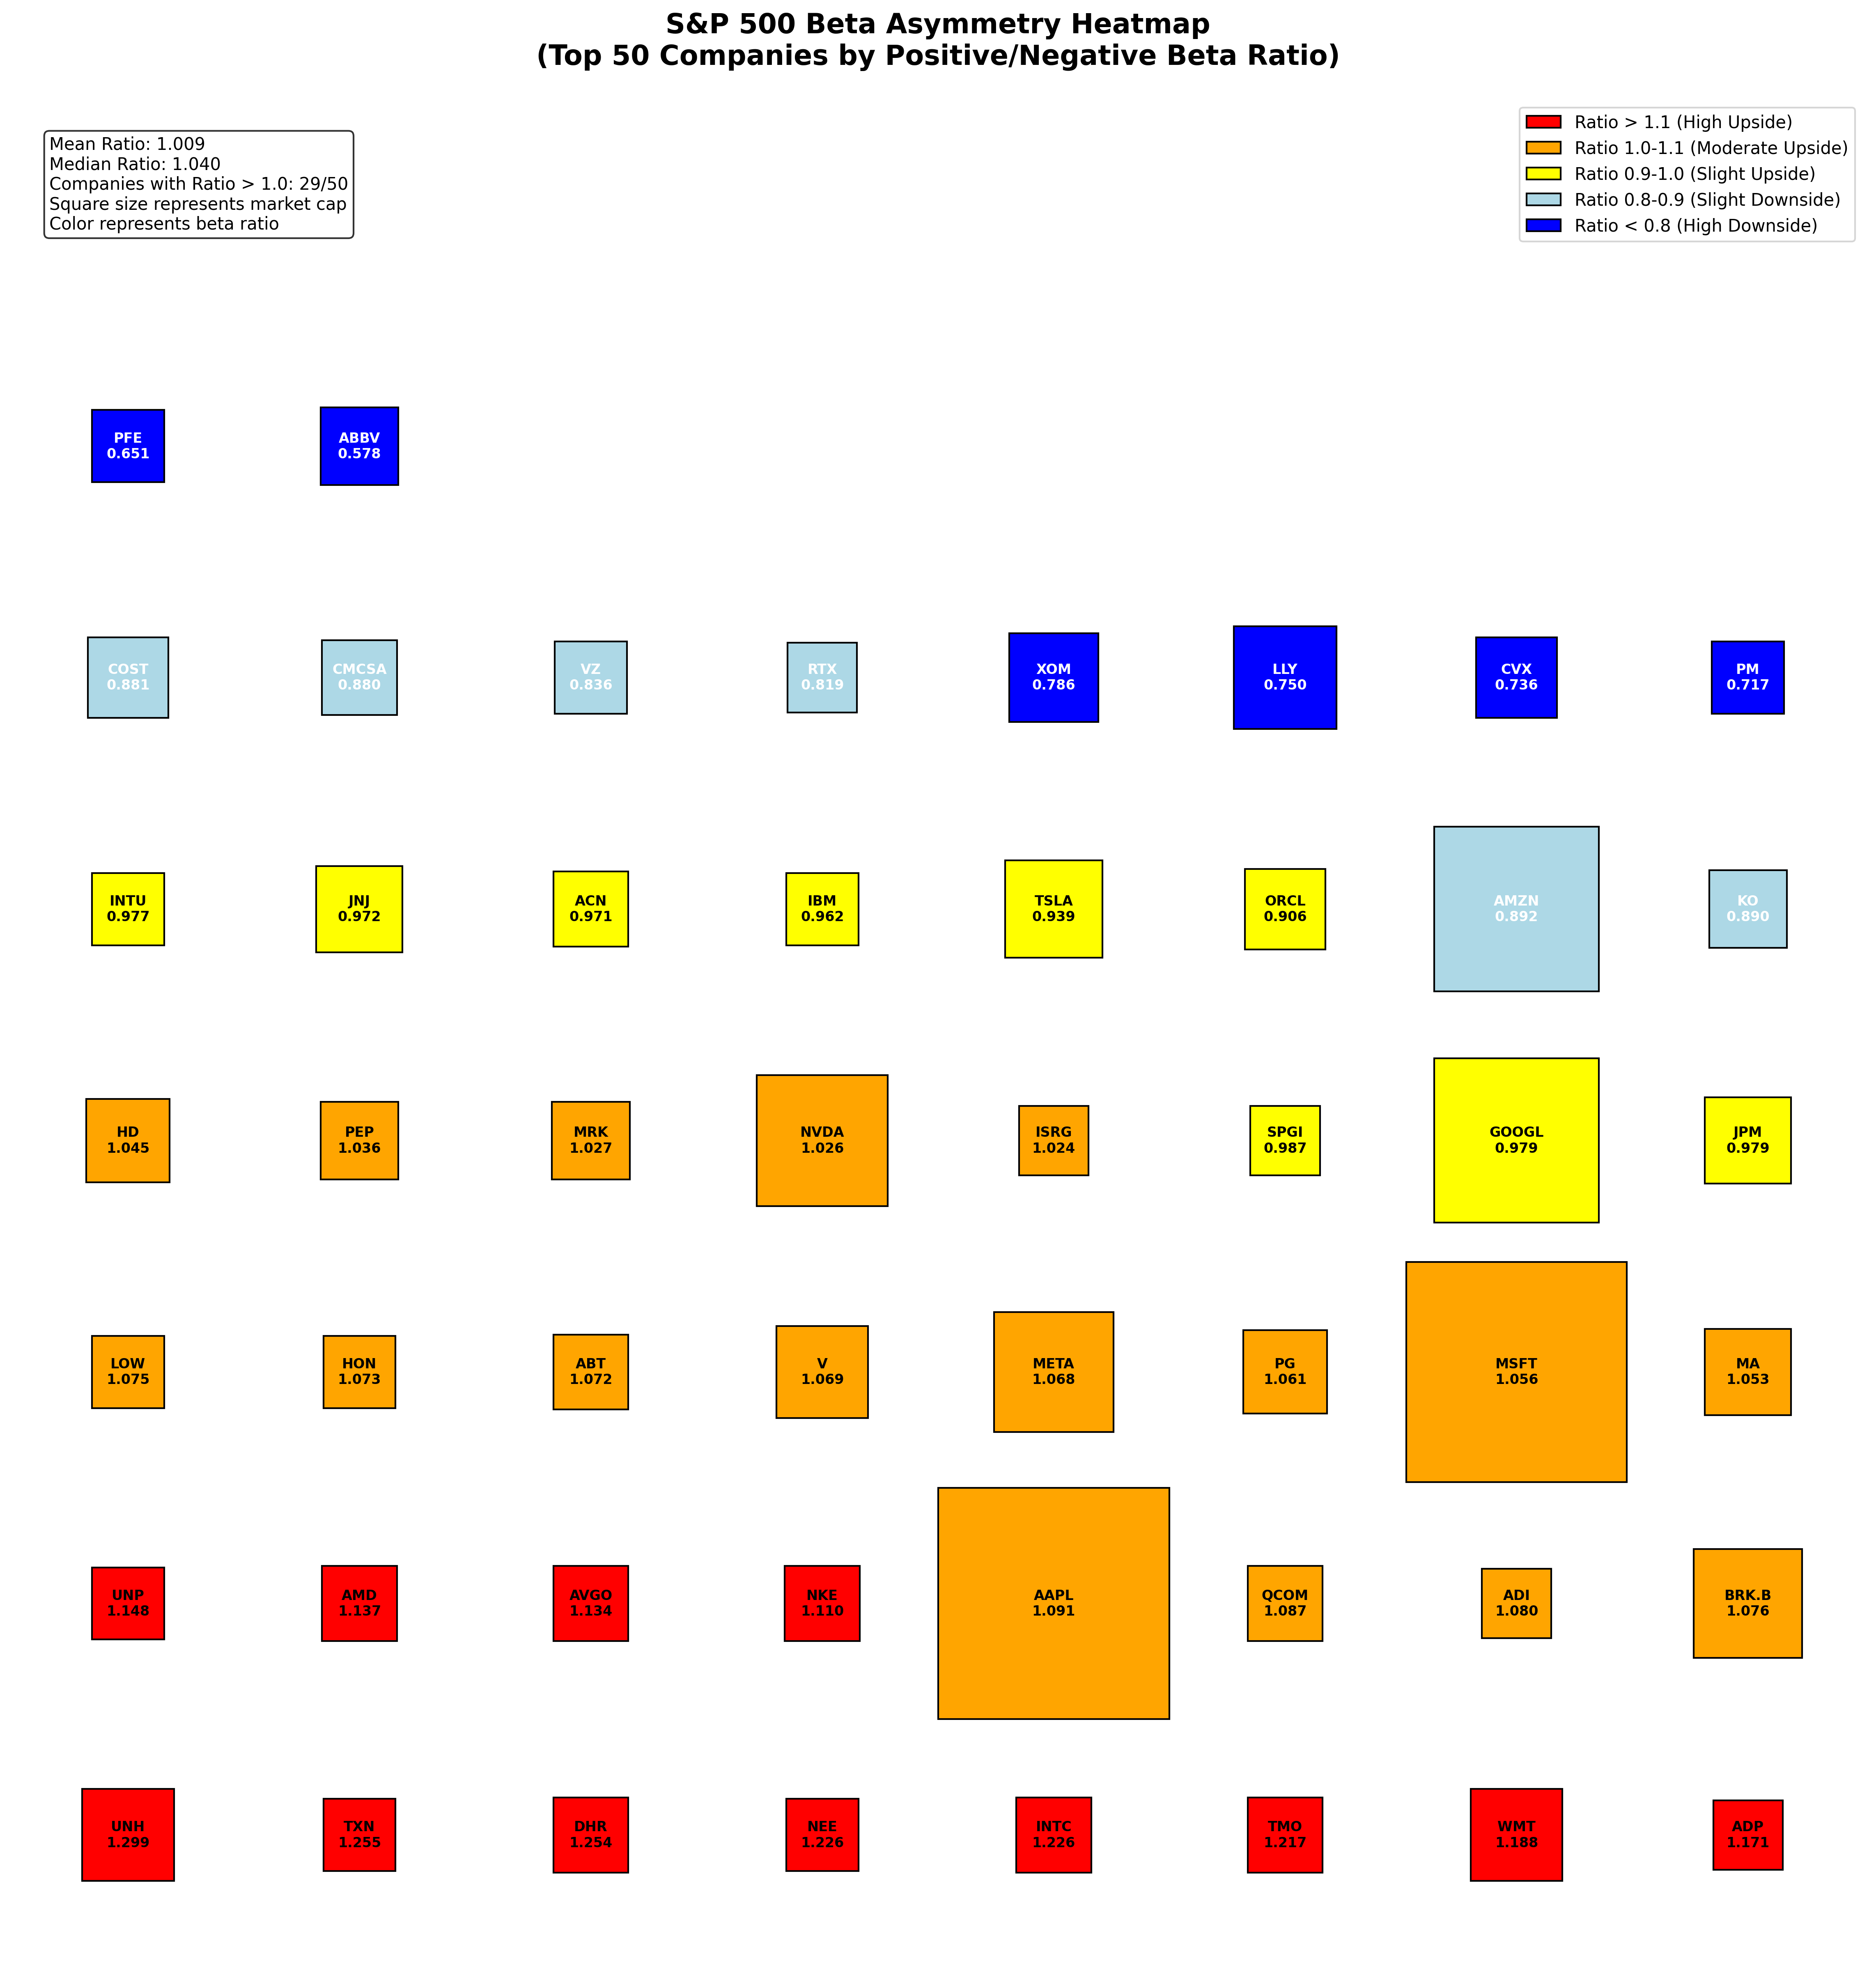 S&P 500 Beta Asymmetry Heatmap
(Top 50 Companies by Positive/Negative Beta Ratio)
Mean Ratio: 1.009
Median Ratio: 1.040
Companies with Ratio > 1.0: 29/50
Square size represents market cap
Color represents beta ratio
Ratio > 1.1 (High Upside)
Ratio 1.0-1.1 (Moderate Upside)
Ratio 0.9-1.0 (Slight Upside)
Ratio 0.8-0.9 (Slight Downside)
Ratio < 0.8 (High Downside)
PFE
0.651
ABBV
0.578
COST
0.881
CMCSA
0.880
VZ
0.836
RTX
0.819
XOM
0.786
LLY
0.750
CVX
0.736
PM
0.717
INTU
0.977
JNJ
0.972
ACN
0.971
IBM
0.962
TSLA
0.939
ORCL
0.906
AMZN
0.892
KO
0.890
HD
1.045
PEP
1.036
MRK
1.027
NVDA
1.026
ISRG
1.024
SPGI
0.987
GOOGL
0.979
JPM
0.979
LOW
1.075
HON
1.073
ABT
1.072
V
1.069
META
1.068
PG
1.061
MSFT
1.056
MA
1.053
UNP
1.148
AMD
1.137
AVGO
1.134
NKE
1.110
AAPL
1.091
QCOM
1.087
ADI
1.080
BRK.B
1.076
UNH
1.299
TXN
1.255
DHR
1.254
NEE
1.226
INTC
1.226
TMO
1.217
WMT
1.188
ADP
1.171